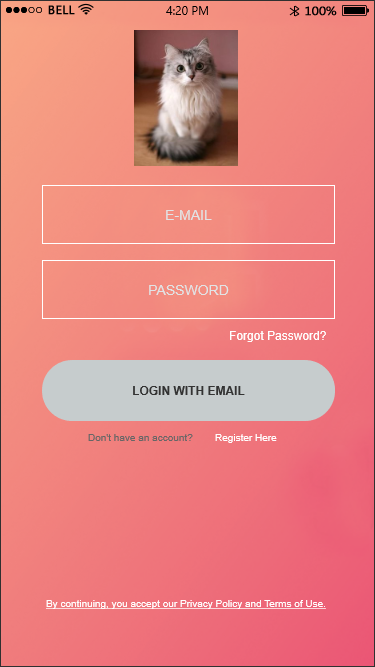 BELL 4:20 PM 100%
E-MAIL
PASSWORD
Forgot Password?
LOGIN WITH EMAIL
Don't have an account? Register Here
By continuing, you accept our Privacy Policy and Terms of Use.